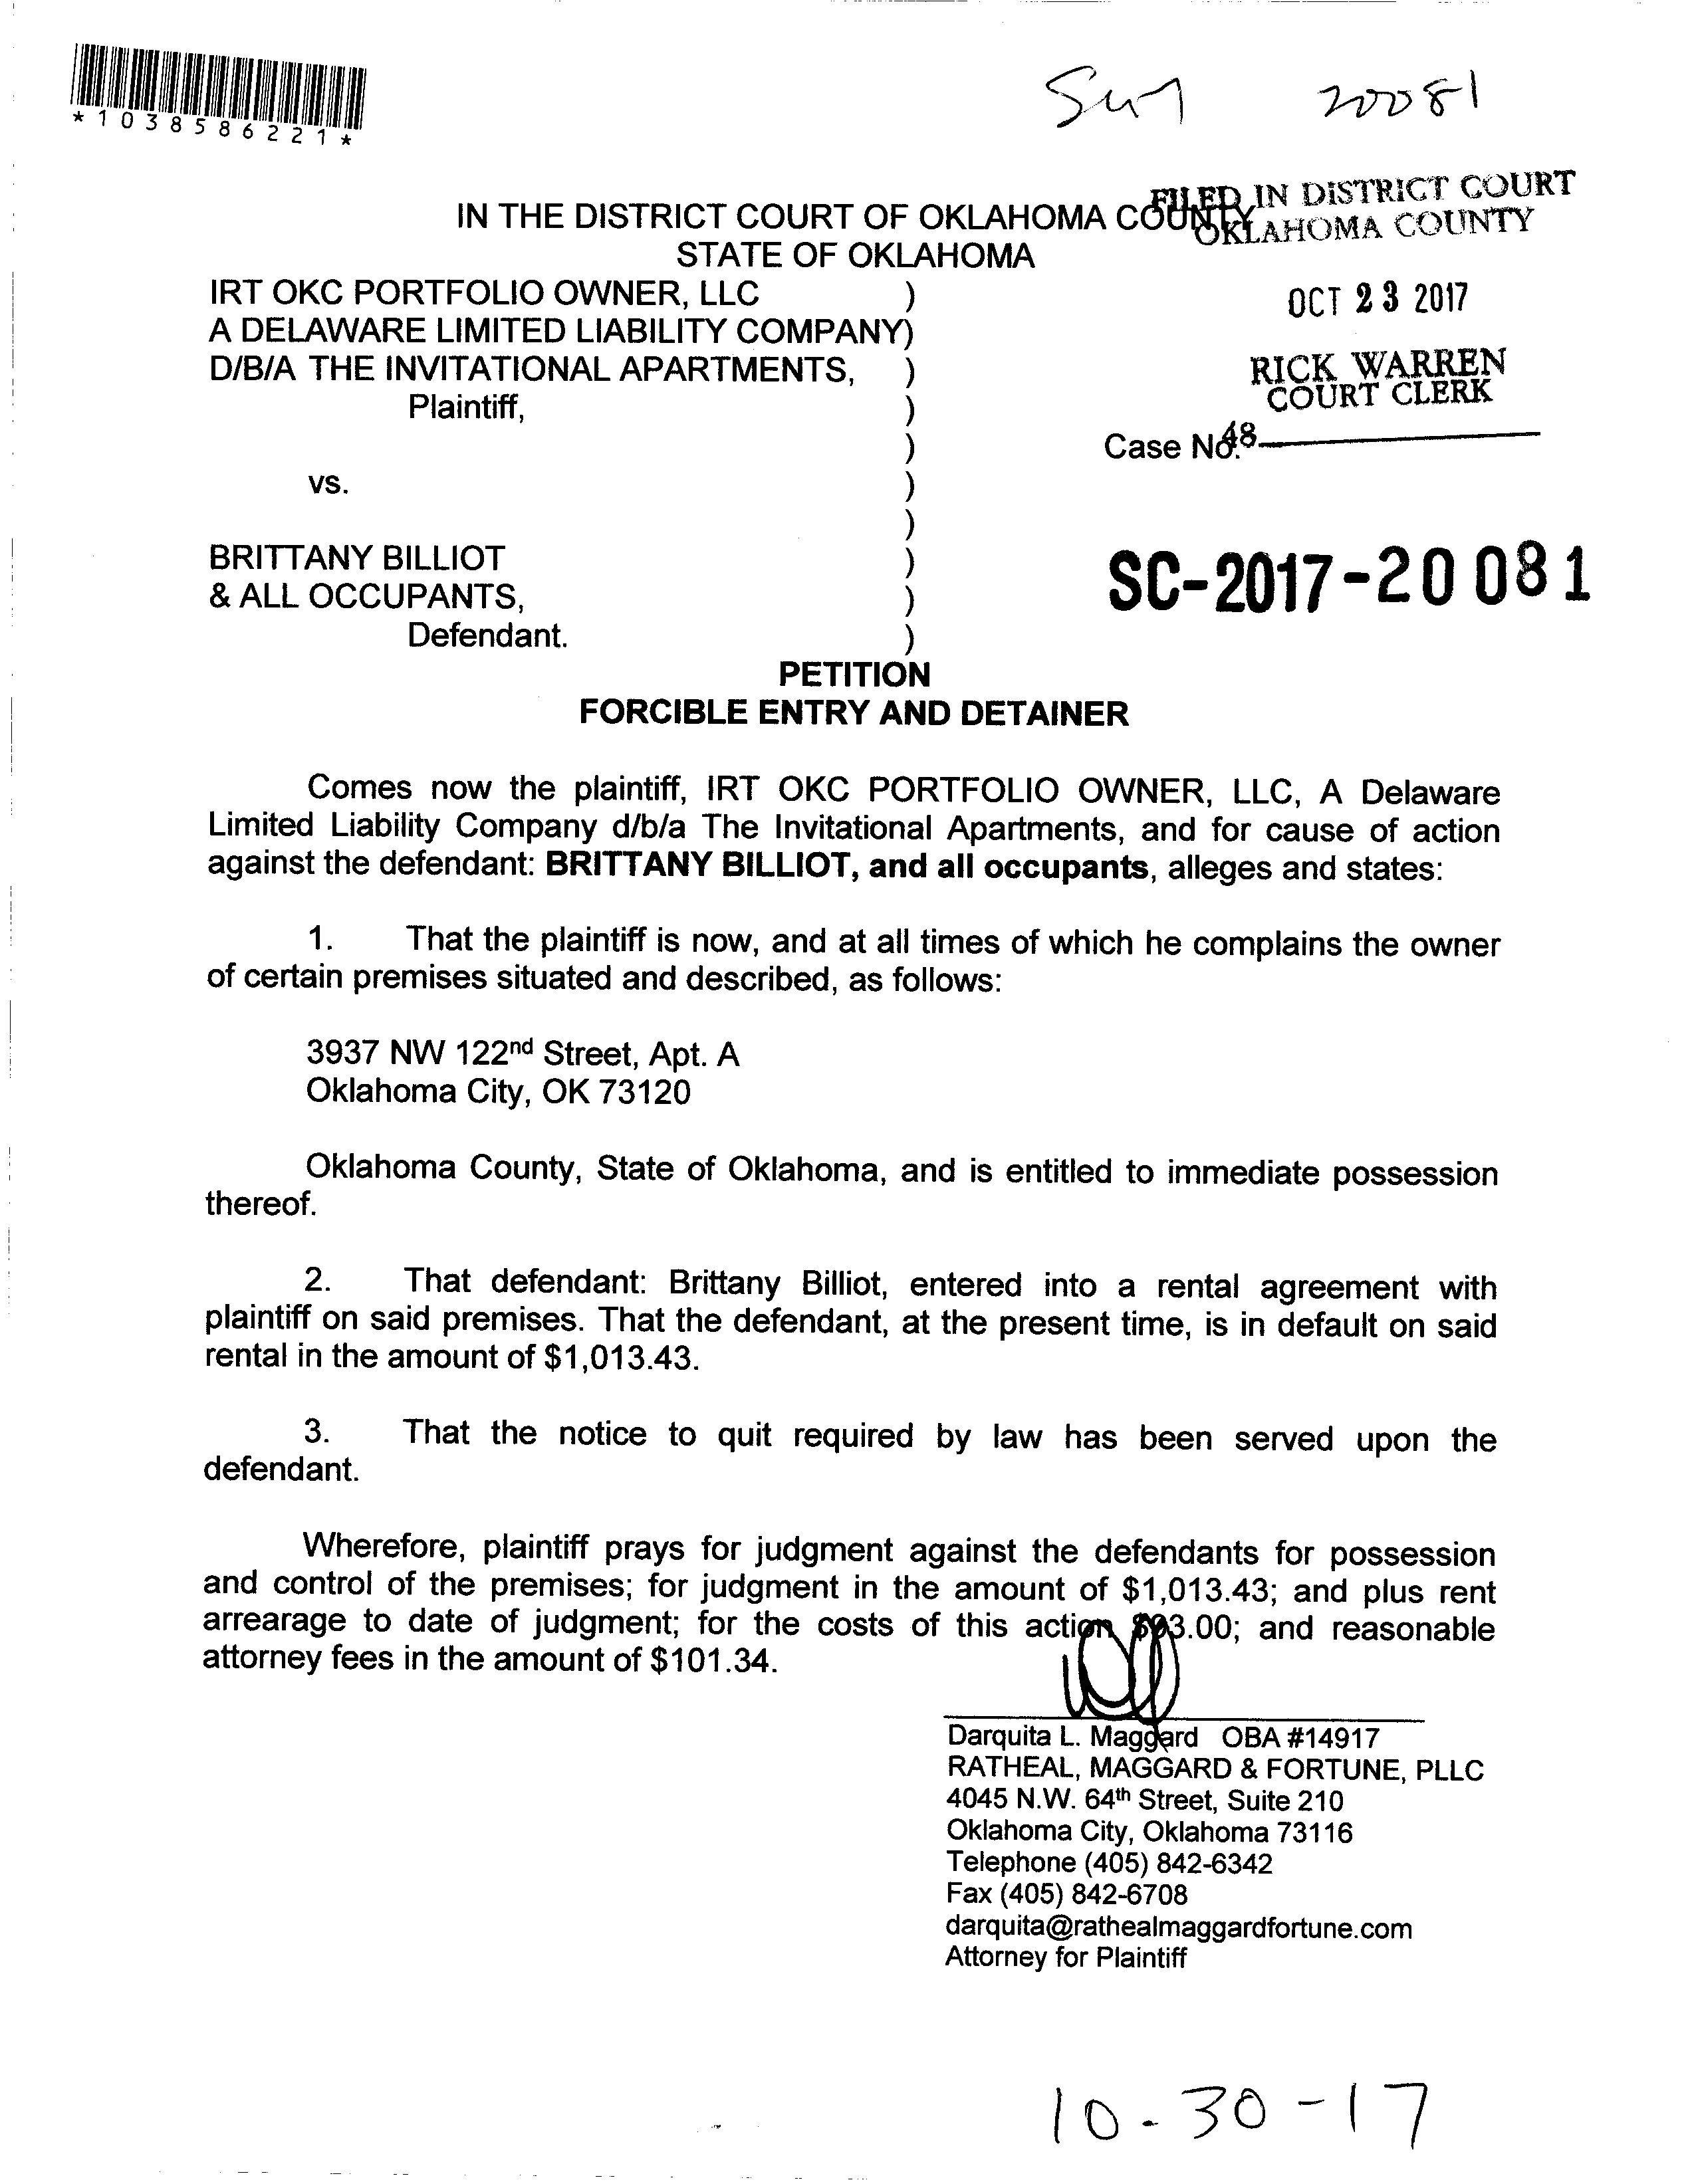 *1038586221*
20081
FILED IN DISTRICT COURT
OKLAHOMA COUNTY
OCT 23 2017
RICK WARREN
COURT CLERK
48
IN THE DISTRICT COURT OF OKLAHOMA COUNTY
STATE OF OKLAHOMA
IRT OKC PORTFOLIO OWNER, LLC )
A DELAWARE LIMITED LIABILITY COMPANY)
D/B/A THE INVITATIONAL APARTMENTS, )
Plaintiff, )
) Case No.
vs. )
)
BRITTANY BILLIOT ) SC-2017-20081
& ALL OCCUPANTS, )
Defendant. )
PETITION
FORCIBLE ENTRY AND DETAINER
Comes now the plaintiff, IRT OKC PORTFOLIO OWNER, LLC, A Delaware
Limited Liability Company d/b/a The Invitational Apartments, and for cause of action
against the defendant: BRITTANY BILLIOT, and all occupants, alleges and states:
1. That the plaintiff is now, and at all times of which he complains the owner
of certain premises situated and described, as follows:
3937 NW 122nd Street, Apt. A
Oklahoma City, OK 73120
Oklahoma County, State of Oklahoma, and is entitled to immediate possession
thereof.
2. That defendant: Brittany Billiot, entered into a rental agreement with
plaintiff on said premises. That the defendant, at the present time, is in default on said
rental in the amount of $1,013.43.
3. That the notice to quit required by law has been served upon the
defendant.
Wherefore, plaintiff prays for judgment against the defendants for possession
and control of the premises; for judgment in the amount of $1,013.43; and plus rent
arrearage to date of judgment; for the costs of this action $93.00; and reasonable
attorney fees in the amount of $101.34.
Darquita L. Maggard OBA #14917
RATHEAL, MAGGARD & FORTUNE, PLLC
4045 N.W. 64th Street, Suite 210
Oklahoma City, Oklahoma 73116
Telephone (405) 842-6342
Fax (405) 842-6708
darquita@rathealmaggardfortune.com
Attorney for Plaintiff
10-30-17